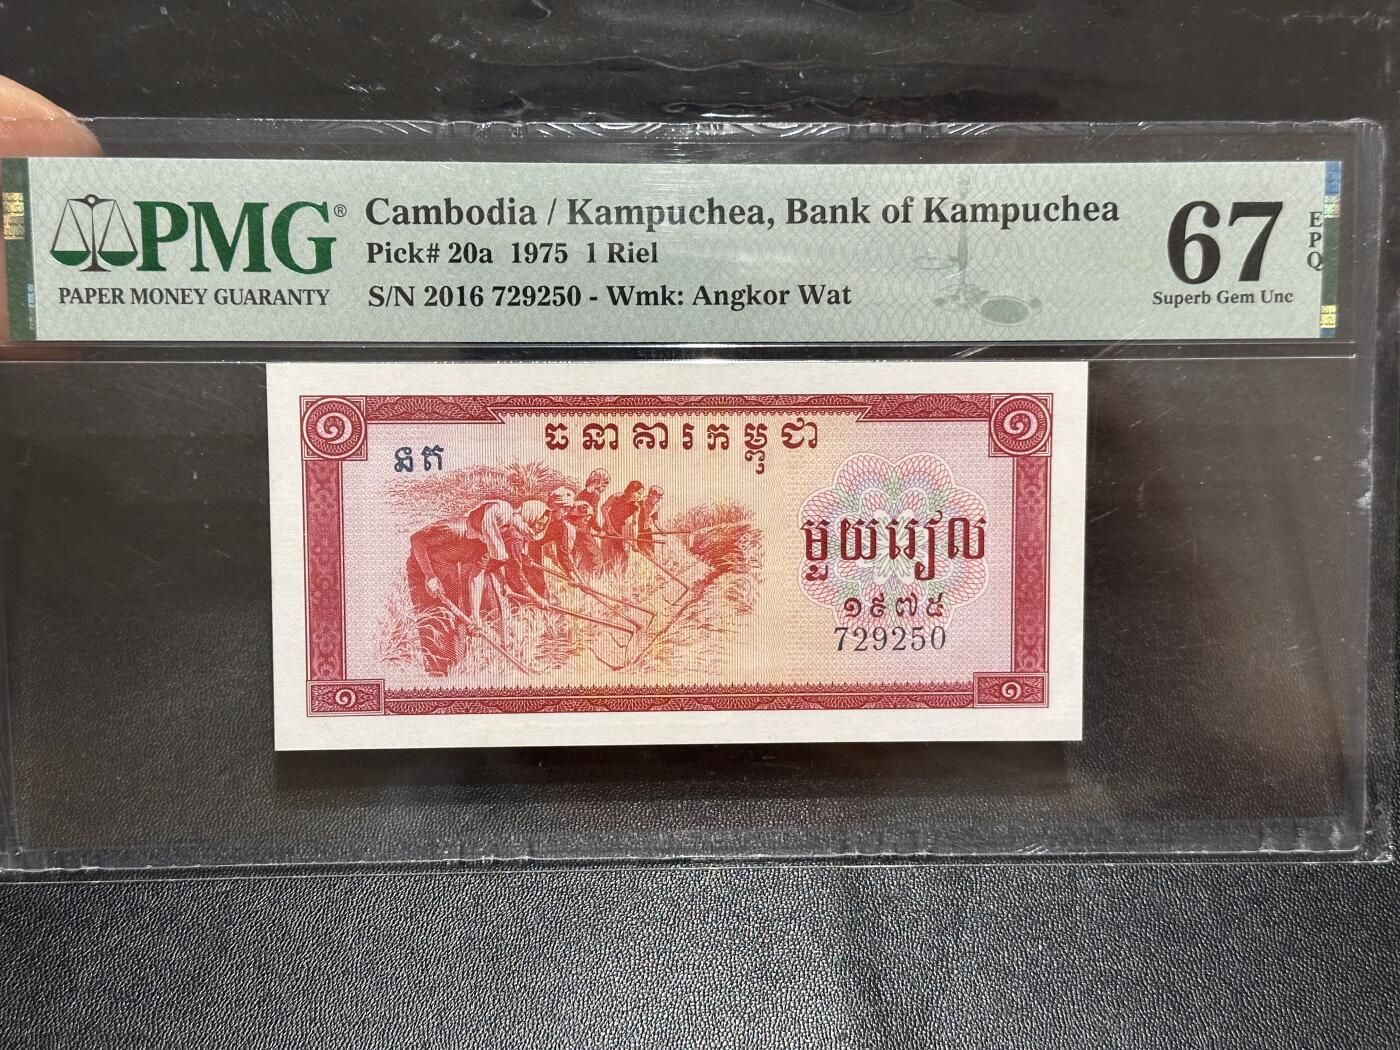 PMG®
PAPER MONEY GUARANTY
Cambodia / Kampuchea, Bank of Kampuchea
Pick# 20a 1975 1 Riel
S/N 2016 729250 - Wmk: Angkor Wat
67
EPQ
Superb Gem Unc
១
១
ធនាគារកម្ពុជា
នត
មួយរៀល
១៩៧៥
729250
១
១